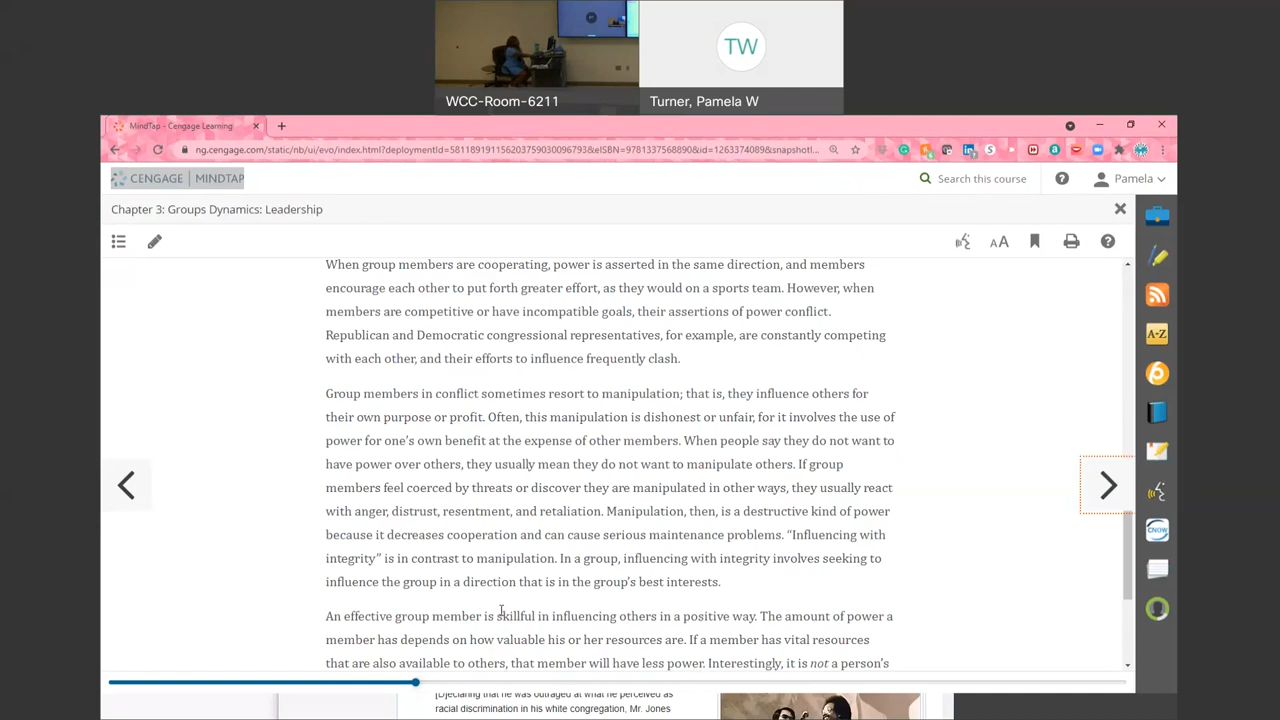 WCC-Room-6211
TW
Turner, Pamela W
MindTap - Cengage Learning
ng.cengage.com/static/nb/ui/evo/index.html?deploymentId=58118919115620375903009​6793&eISBN=9781337568890&id=1263374089&snapshotI...
CENGAGE | MINDTAP
Search this course
Pamela
Chapter 3: Groups Dynamics: Leadership
AA
When group members are cooperating, power is asserted in the same direction, and members
encourage each other to put forth greater effort, as they would on a sports team. However, when
members are competitive or have incompatible goals, their assertions of power conflict.
Republican and Democratic congressional representatives, for example, are constantly competing
with each other, and their efforts to influence frequently clash.
Group members in conflict sometimes resort to manipulation; that is, they influence others for
their own purpose or profit. Often, this manipulation is dishonest or unfair, for it involves the use of
power for one's own benefit at the expense of other members. When people say they do not want to
have power over others, they usually mean they do not want to manipulate others. If group
members feel coerced by threats or discover they are manipulated in other ways, they usually react
with anger, distrust, resentment, and retaliation. Manipulation, then, is a destructive kind of power
because it decreases cooperation and can cause serious maintenance problems. “Influencing with
integrity” is in contrast to manipulation. In a group, influencing with integrity involves seeking to
influence the group in a direction that is in the group's best interests.
An effective group member is skillful in influencing others in a positive way. The amount of power a
member has depends on how valuable his or her resources are. If a member has vital resources
that are also available to others, that member will have less power. Interestingly, it is not a person's
A-Z
CNOW
[D]eclaring that he was outraged at what he perceived as
racial discrimination in his white congregation, Mr. Jones